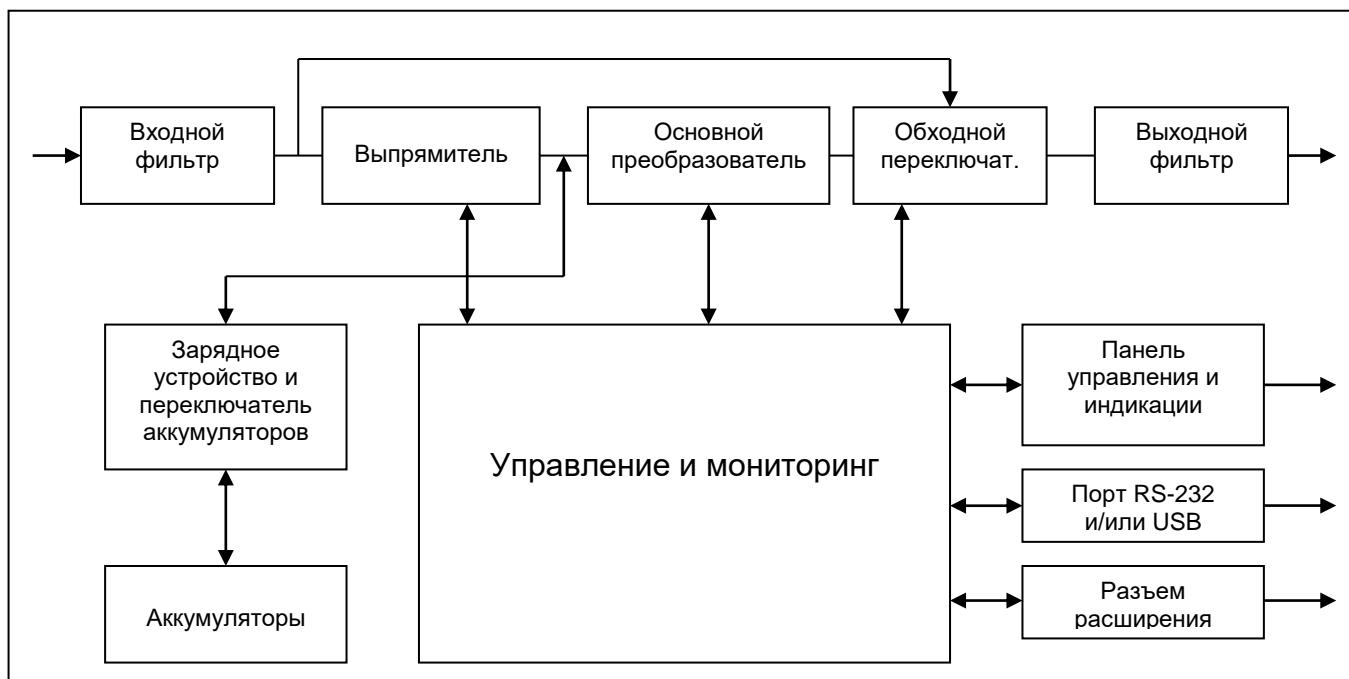 Входной
фильтр
Выпрямитель
Основной
преобразователь
Обходной
переключат.
Выходной
фильтр
Зарядное
устройство и
переключатель
аккумуляторов
Управление и мониторинг
Панель
управления и
индикации
Порт RS-232
и/или USB
Аккумуляторы
Разъем
расширения